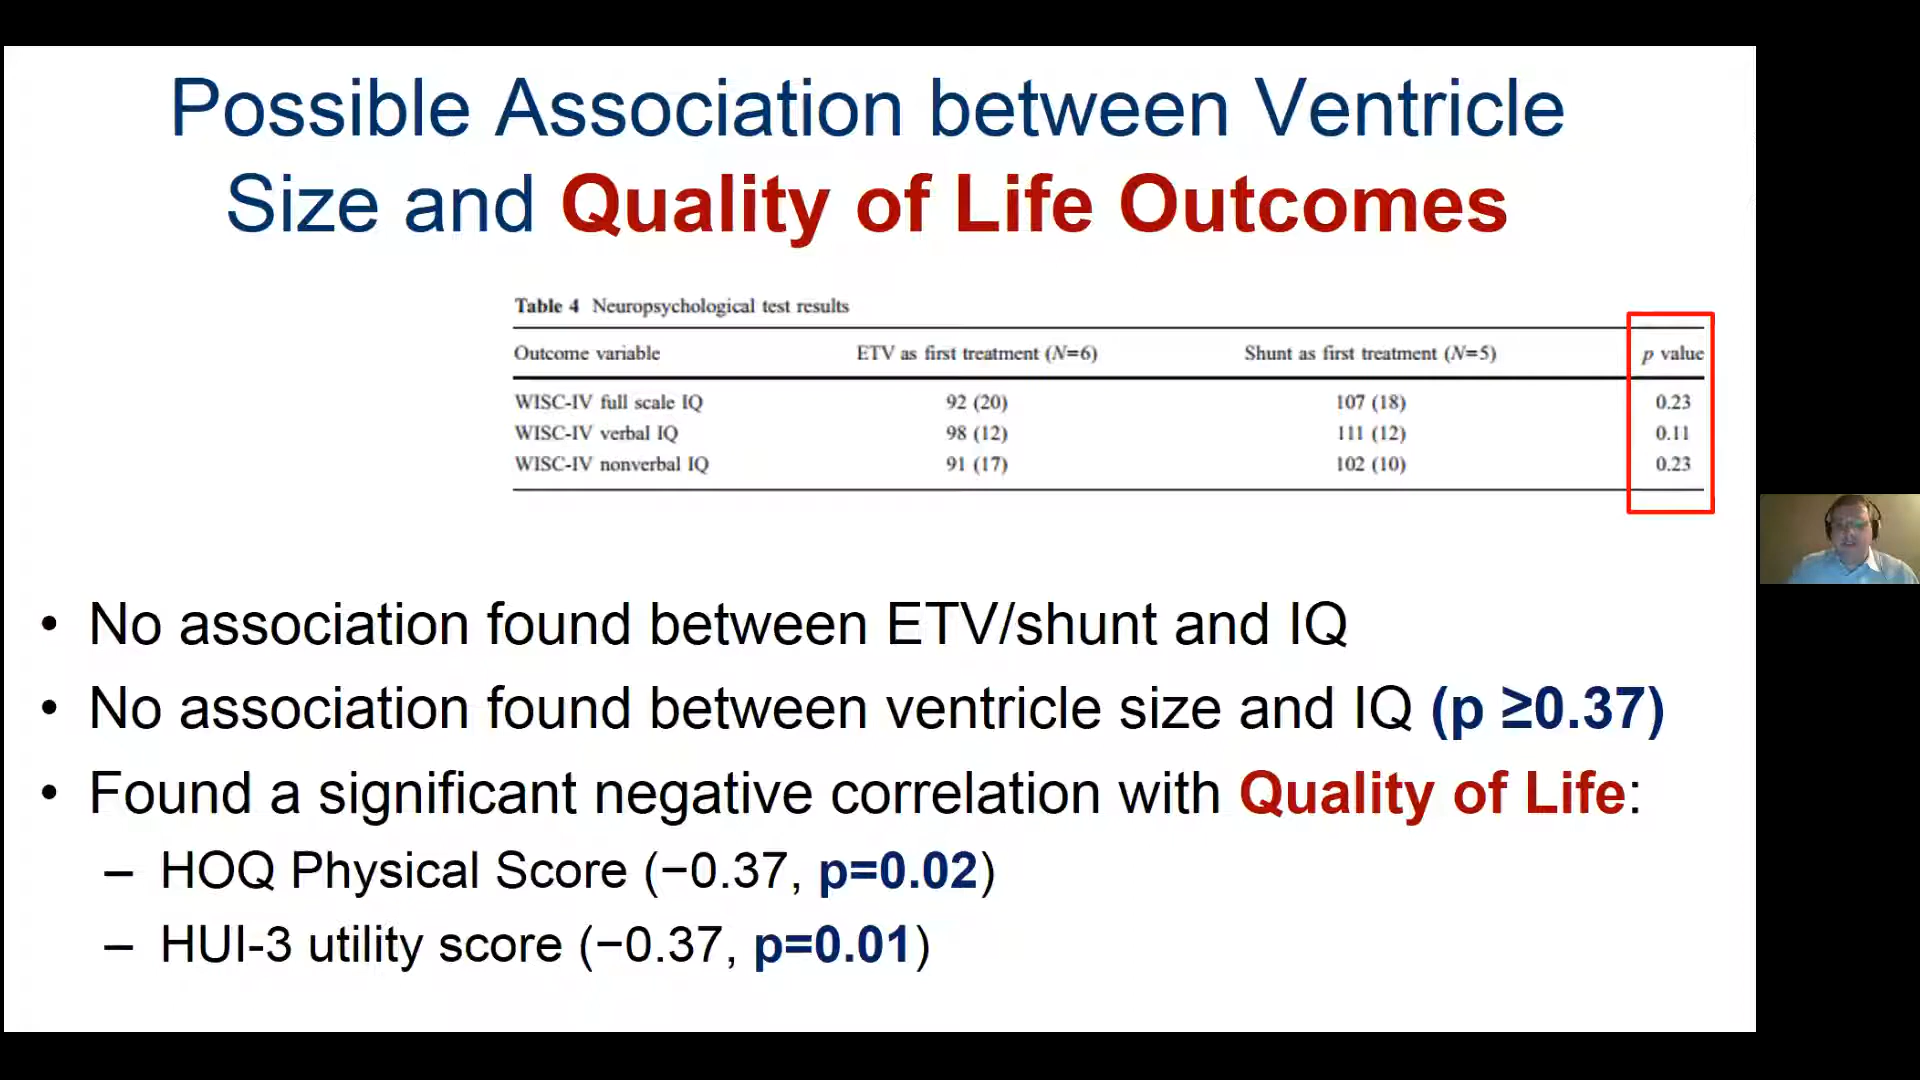 Possible Association between Ventricle
Size and Quality of Life Outcomes
Table 4 Neuropsychological test results
Outcome variable ETV as first treatment (N=6) Shunt as first treatment (N=5) p value
WISC-IV full scale IQ 92 (20) 107 (18) 0.23
WISC-IV verbal IQ 98 (12) 111 (12) 0.11
WISC-IV nonverbal IQ 91 (17) 102 (10) 0.23
• No association found between ETV/shunt and IQ
• No association found between ventricle size and IQ (p ≥0.37)
• Found a significant negative correlation with Quality of Life:
– HOQ Physical Score (−0.37, p=0.02)
– HUI-3 utility score (−0.37, p=0.01)